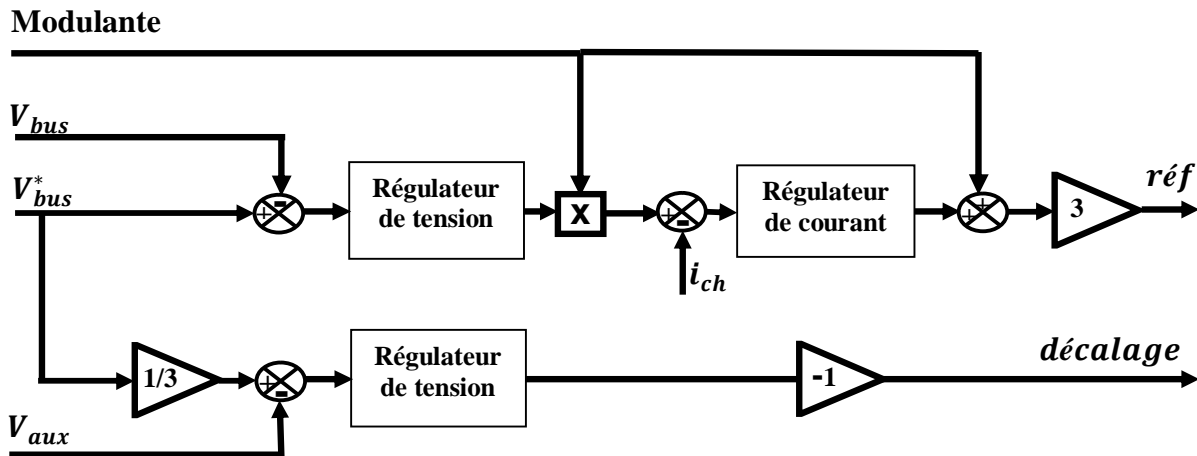 Modulante
V_bus
V*_bus
+
-
Régulateur
de tension
X
+
-
i_ch
Régulateur
de courant
+
+
3
réf
1/3
+
-
V_aux
Régulateur
de tension
-1
décalage